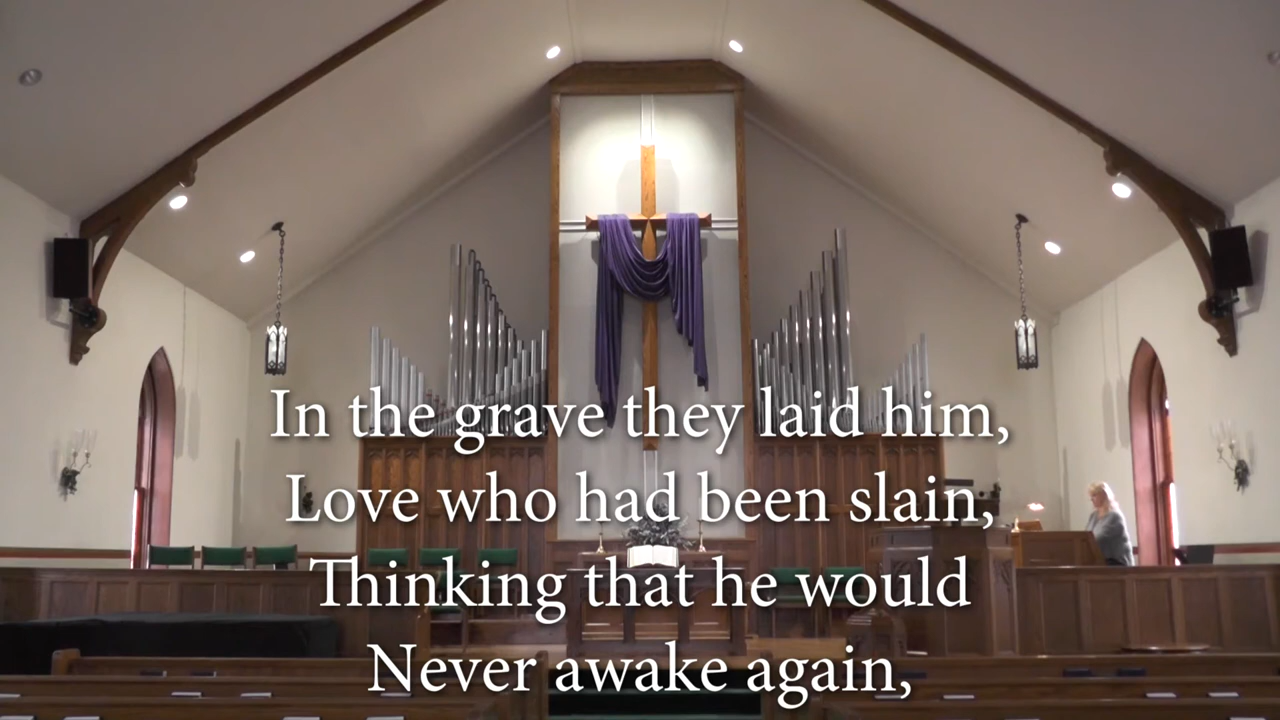 In the grave they laid him,
Love who had been slain,
Thinking that he would
Never awake again,